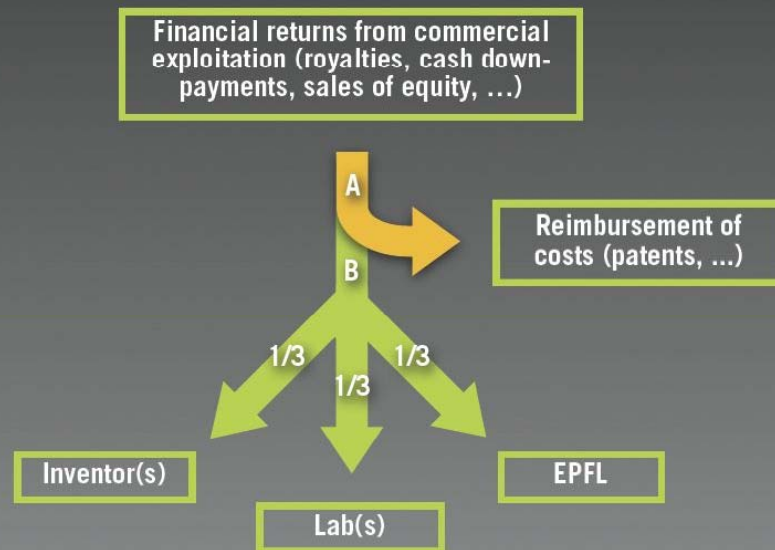 Financial returns from commercial
exploitation (royalties, cash down-
payments, sales of equity, ...)
A
Reimbursement of
costs (patents, ...)
B
1/3
1/3
1/3
Inventor(s)
EPFL
Lab(s)